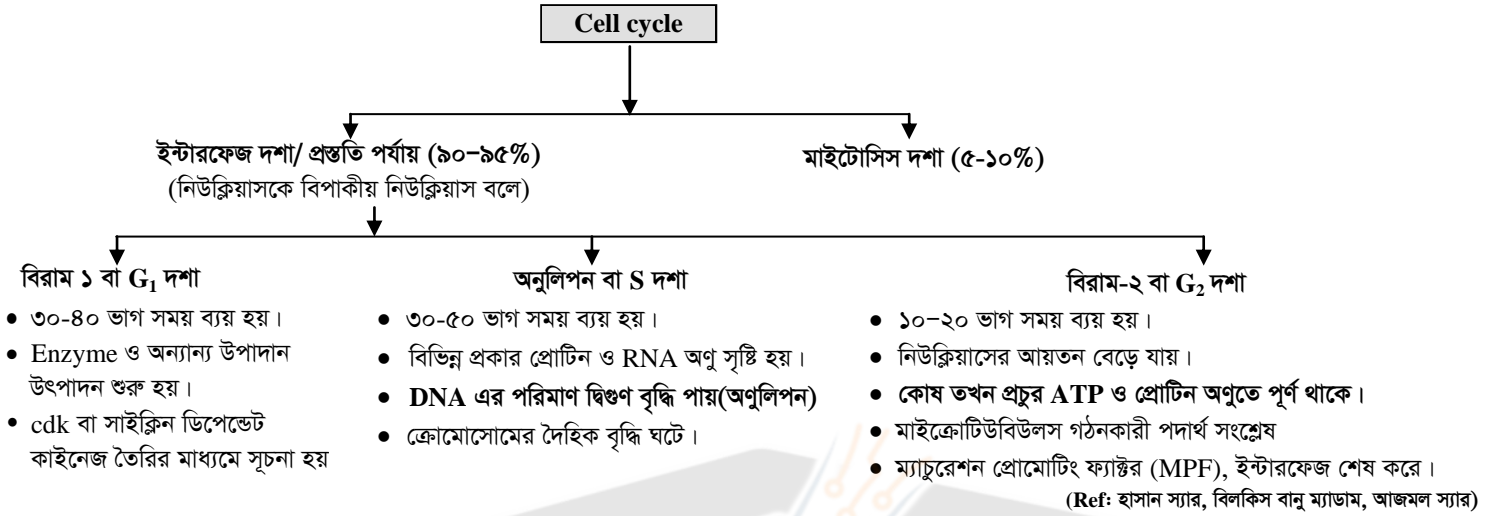 Cell cycle
ইন্টারফেজ দশা/ প্রস্ততি পর্যায় (৯০–৯৫%)
(নিউক্লিয়াসকে বিপাকীয় নিউক্লিয়াস বলে)
মাইটোসিস দশা (৫-১০%)
বিরাম ১ বা G₁ দশা
● ৩০-৪০ ভাগ সময় ব্যয় হয়।
● Enzyme ও অন্যান্য উপাদান
উৎপাদন শুরু হয়।
● cdk বা সাইক্লিন ডিপেন্ডেট
কাইনেজ তৈরির মাধ্যমে সূচনা হয়
অনুলিপন বা S দশা
● ৩০-৫০ ভাগ সময় ব্যয় হয়।
● বিভিন্ন প্রকার প্রোটিন ও RNA অণু সৃষ্টি হয়।
● DNA এর পরিমাণ দ্বিগুণ বৃদ্ধি পায়(অণুলিপন)
● ক্রোমোসোমের দৈহিক বৃদ্ধি ঘটে।
বিরাম-২ বা G₂ দশা
● ১০–২০ ভাগ সময় ব্যয় হয়।
● নিউক্লিয়াসের আয়তন বেড়ে যায়।
● কোষ তখন প্রচুর ATP ও প্রোটিন অণুতে পূর্ণ থাকে।
● মাইক্রোটিউবিউলস গঠনকারী পদার্থ সংশ্লেষ
● ম্যাচুরেশন প্রোমোটিং ফ্যাক্টর (MPF), ইন্টারফেজ শেষ করে।
(Ref: হাসান স্যার, বিলকিস বানু ম্যাডাম, আজমল স্যার)